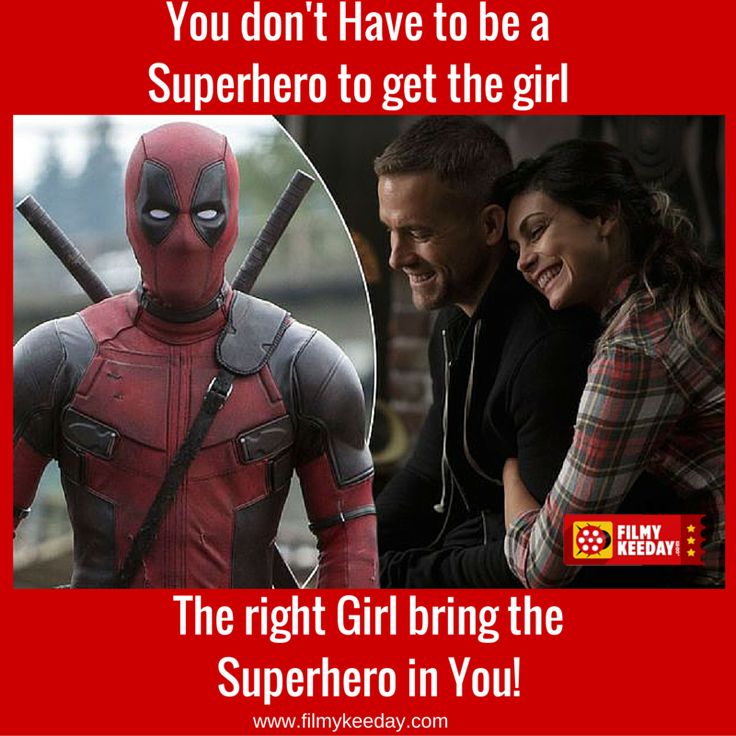 You don't Have to be a
Superhero to get the girl
FILMY
KEEDAY.com
The right Girl bring the
Superhero in You!
www.filmykeeday.com